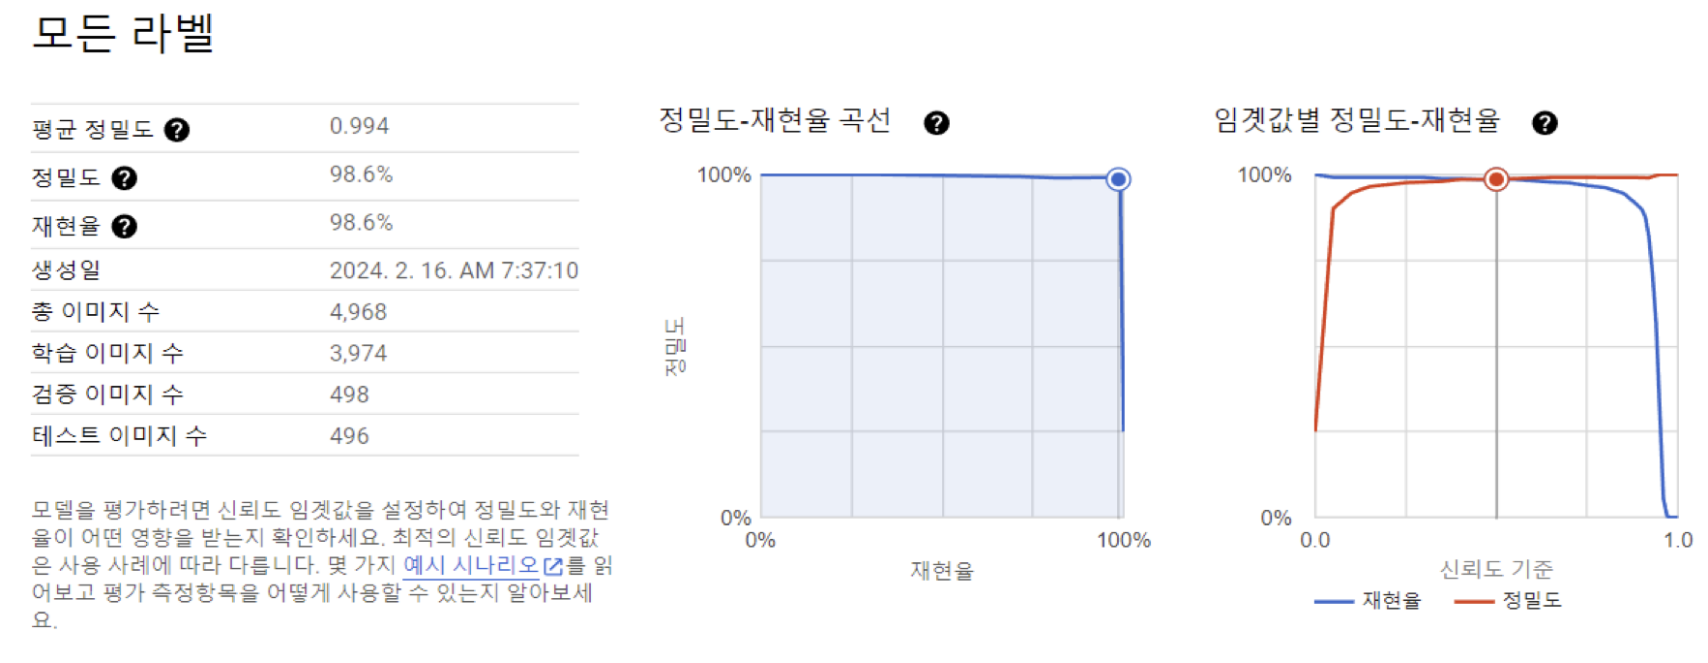 모든 라벨
평균 정밀도 ? 0.994
정밀도 ? 98.6%
재현율 ? 98.6%
생성일 2024. 2. 16. AM 7:37:10
총 이미지 수 4,968
학습 이미지 수 3,974
검증 이미지 수 498
테스트 이미지 수 496
모델을 평가하려면 신뢰도 임곗값을 설정하여 정밀도와 재현
율이 어떤 영향을 받는지 확인하세요. 최적의 신뢰도 임곗값
은 사용 사례에 따라 다릅니다. 몇 가지 예시 시나리오를 읽
어보고 평가 측정항목을 어떻게 사용할 수 있는지 알아보세
요.
정밀도-재현율 곡선 ?
100%
정밀도
0%
0% 100%
재현율
임곗값별 정밀도-재현율 ?
100%
0%
0.0 1.0
신뢰도 기준
재현율 정밀도